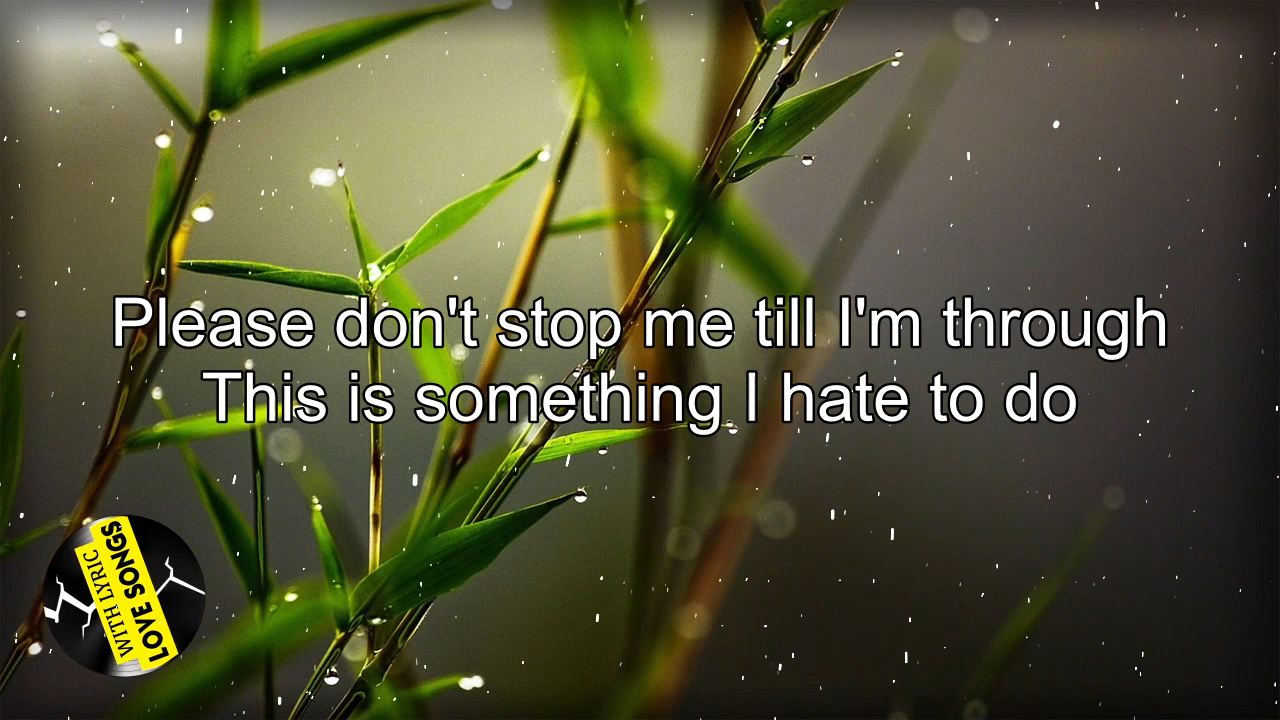 Please don't stop me till I'm through
This is something I hate to do
WITH LYRIC
LOVE SONGS